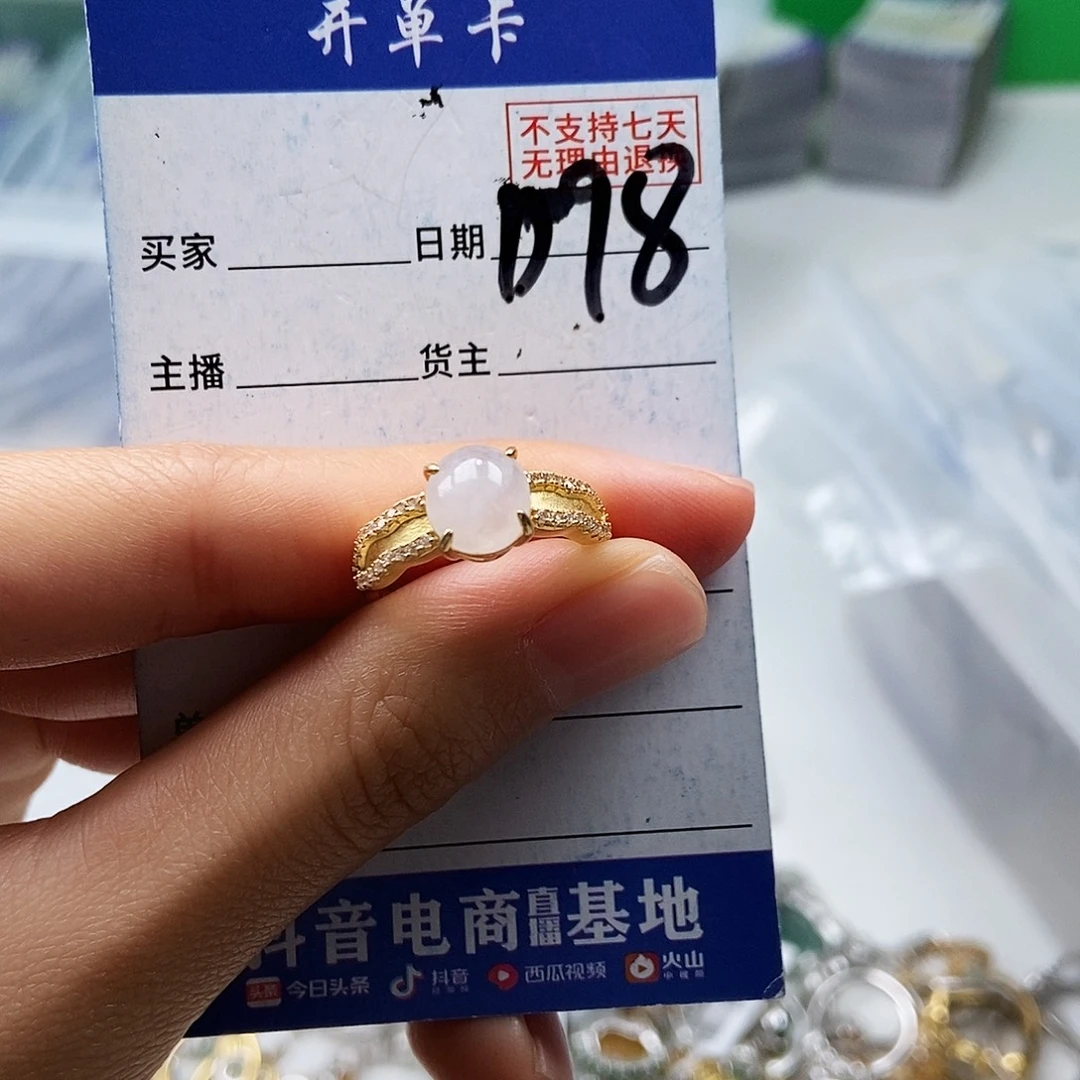 开单卡
不支持七天
无理由退换
买家 日期 D98
主播 货主
抖音电商直播基地
今日头条 抖音 西瓜视频 火山